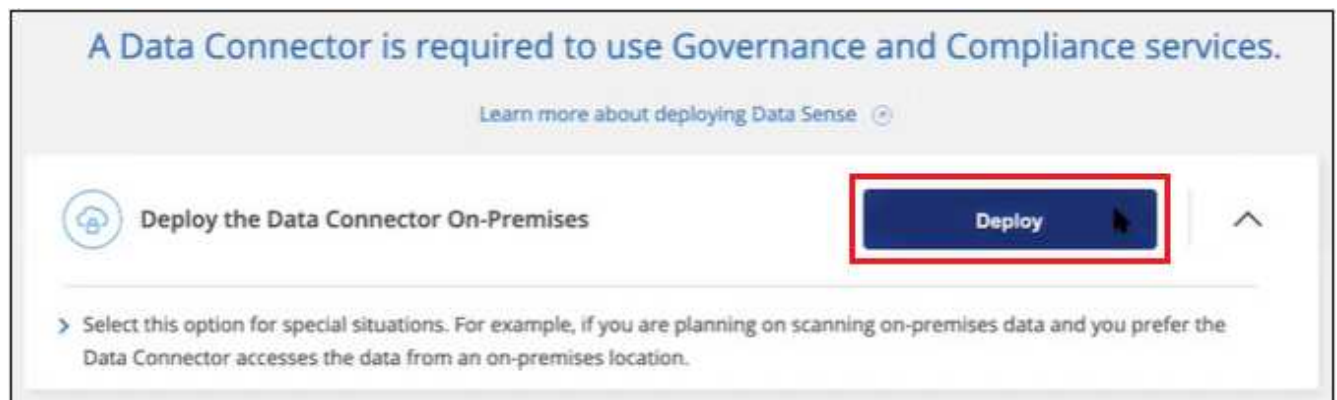 A Data Connector is required to use Governance and Compliance services.
Learn more about deploying Data Sense
Deploy the Data Connector On-Premises
Deploy
Select this option for special situations. For example, if you are planning on scanning on-premises data and you prefer the
Data Connector accesses the data from an on-premises location.